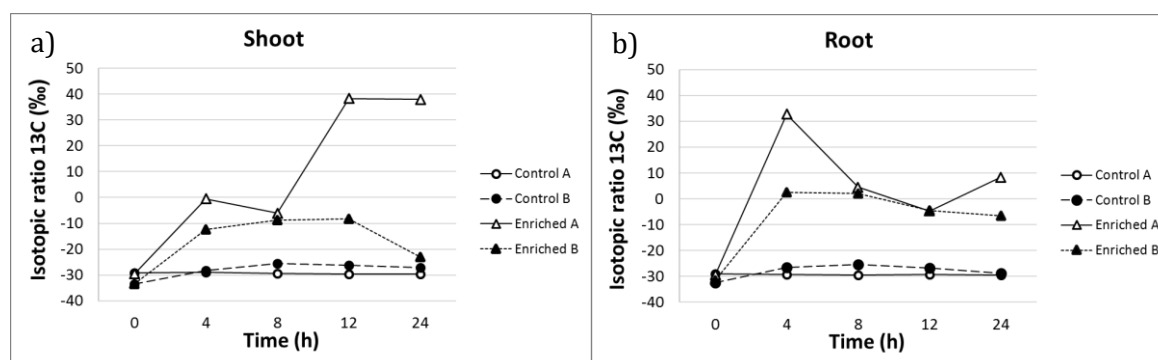 a)
Shoot
Isotopic ratio 13C (‰)
50
40
30
20
10
0
-10
-20
-30
-40
0 4 8 12 24
Time (h)
Control A
Control B
Enriched A
Enriched B
b)
Root
Isotopic ratio 13C (‰)
50
40
30
20
10
0
-10
-20
-30
-40
0 4 8 12 24
Time (h)
Control A
Control B
Enriched A
Enriched B